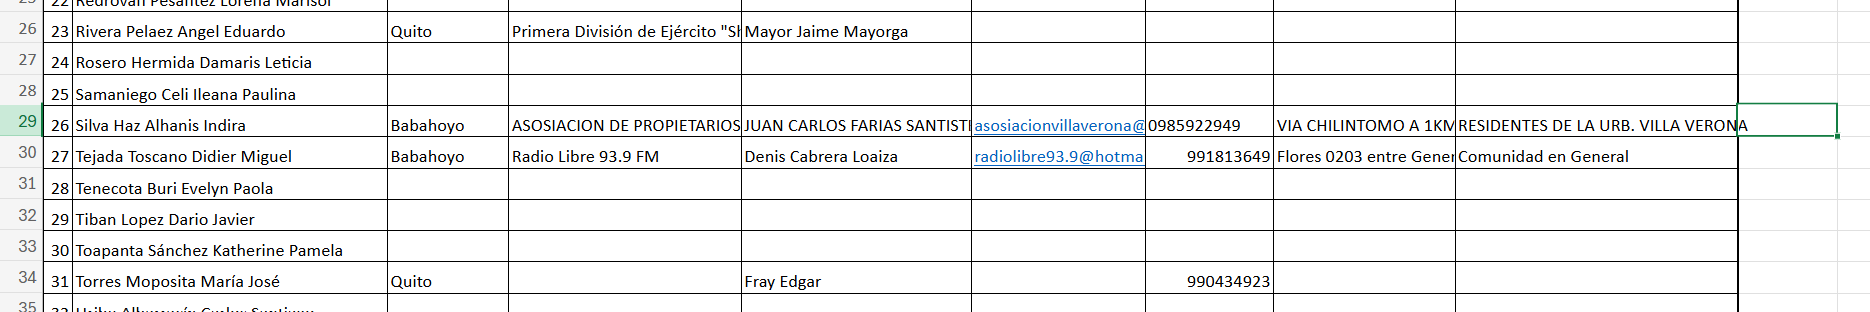 22 Redrovan Pesantez Lorena Marisol
26 23 Rivera Pelaez Angel Eduardo Quito Primera División de Ejército "Sh Mayor Jaime Mayorga
27 24 Rosero Hermida Damaris Leticia
28 25 Samaniego Celi Ileana Paulina
29 26 Silva Haz Alhanis Indira Babahoyo ASOSIACION DE PROPIETARIOS JUAN CARLOS FARIAS SANTISTI asosiacionvillaverona@ 0985922949 VIA CHILINTOMO A 1KM RESIDENTES DE LA URB. VILLA VERONA
30 27 Tejada Toscano Didier Miguel Babahoyo Radio Libre 93.9 FM Denis Cabrera Loaiza radiolibre93.9@hotma 991813649 Flores 0203 entre Gener Comunidad en General
31 28 Tenecota Buri Evelyn Paola
32 29 Tiban Lopez Dario Javier
33 30 Toapanta Sánchez Katherine Pamela
34 31 Torres Moposita María José Quito Fray Edgar 990434923
35